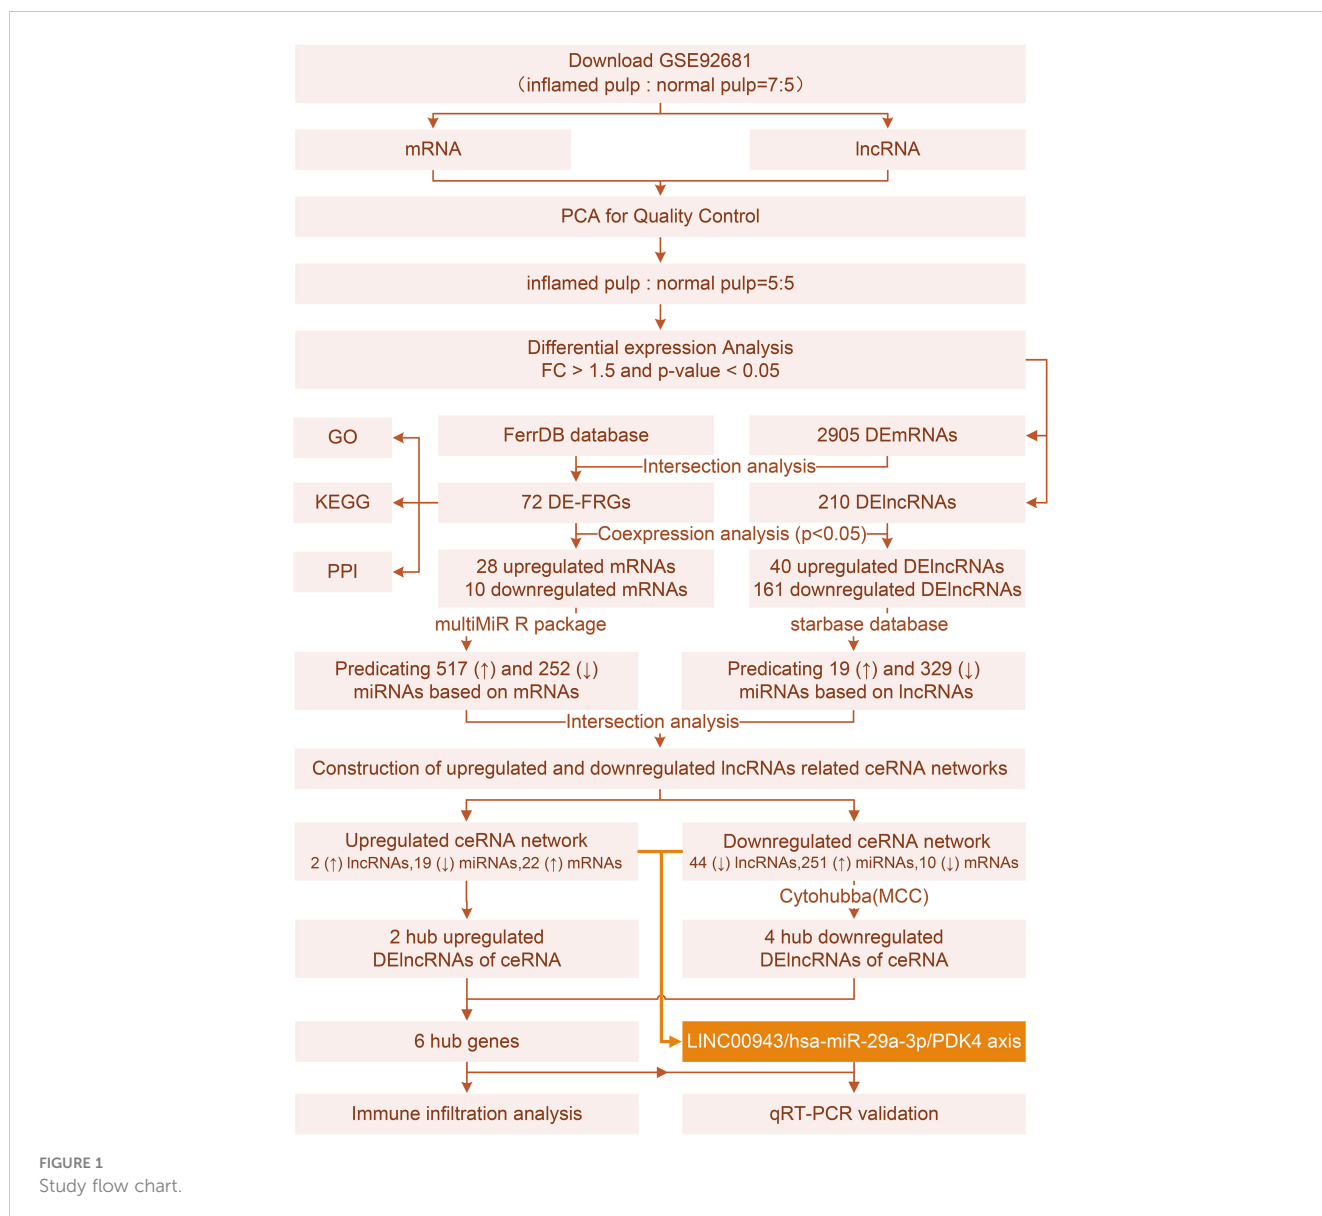 Download GSE92681
（inflamed pulp : normal pulp=7:5）
mRNA
lncRNA
PCA for Quality Control
inflamed pulp : normal pulp=5:5
Differential expression Analysis
FC > 1.5 and p-value < 0.05
GO
FerrDB database
2905 DEmRNAs
Intersection analysis
KEGG
72 DE-FRGs
210 DElncRNAs
Coexpression analysis (p<0.05)
PPI
28 upregulated mRNAs
10 downregulated mRNAs
40 upregulated DElncRNAs
161 downregulated DElncRNAs
multiMiR R package
starbase database
Predicating 517 (↑) and 252 (↓)
miRNAs based on mRNAs
Predicating 19 (↑) and 329 (↓)
miRNAs based on lncRNAs
Intersection analysis
Construction of upregulated and downregulated lncRNAs related ceRNA networks
Upregulated ceRNA network
2 (↑) lncRNAs,19 (↓) miRNAs,22 (↑) mRNAs
Downregulated ceRNA network
44 (↓) lncRNAs,251 (↑) miRNAs,10 (↓) mRNAs
Cytohubba(MCC)
2 hub upregulated
DElncRNAs of ceRNA
4 hub downregulated
DElncRNAs of ceRNA
6 hub genes
LINC00943/hsa-miR-29a-3p/PDK4 axis
Immune infiltration analysis
qRT-PCR validation
FIGURE 1
Study flow chart.